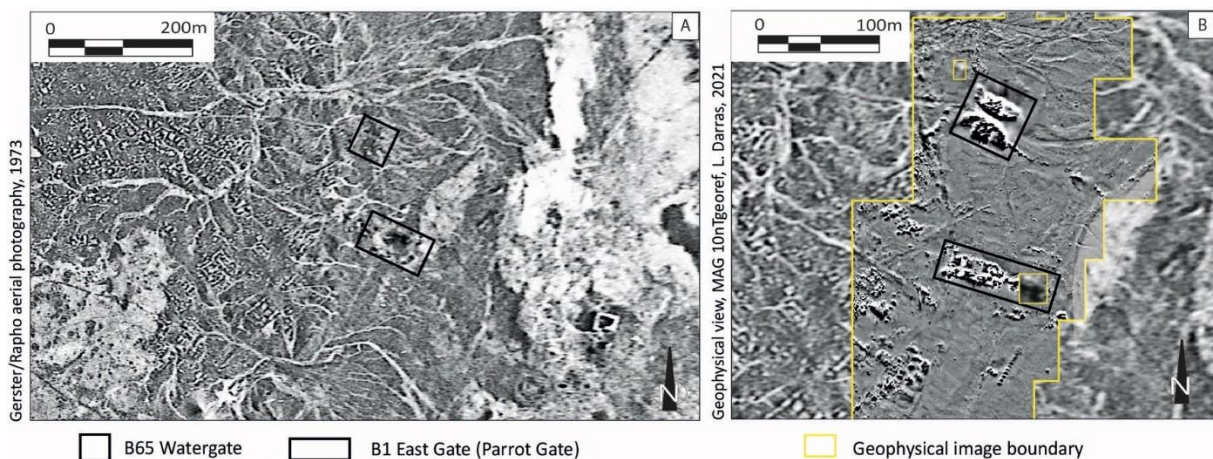 0 200m
A
Gerster/Rapho aerial photography, 1973
N
0 100m
B
Geophysical view, MAG 10nTgeoref, L. Darras, 2021
N
B65 Watergate
B1 East Gate (Parrot Gate)
Geophysical image boundary